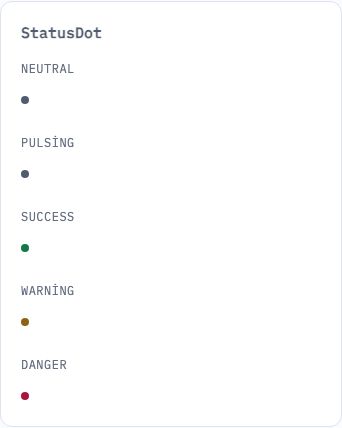 StatusDot
NEUTRAL
PULSİNG
SUCCESS
WARNİNG
DANGER